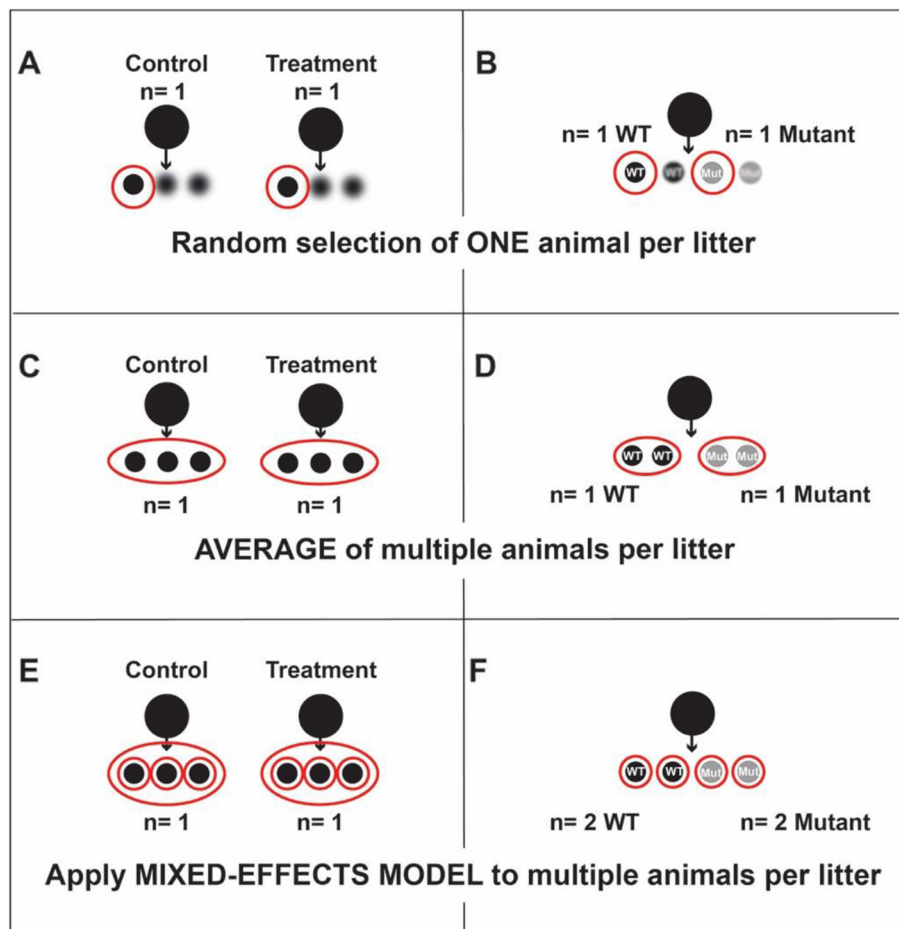 A
Control
n= 1
Treatment
n= 1
B
n= 1 WT
n= 1 Mutant
WT WT Mut Mut
Random selection of ONE animal per litter
C
Control
Treatment
n= 1
n= 1
D
WT WT Mut Mut
n= 1 WT
n= 1 Mutant
AVERAGE of multiple animals per litter
E
Control
Treatment
n= 1
n= 1
F
WT WT Mut Mut
n= 2 WT
n= 2 Mutant
Apply MIXED-EFFECTS MODEL to multiple animals per litter